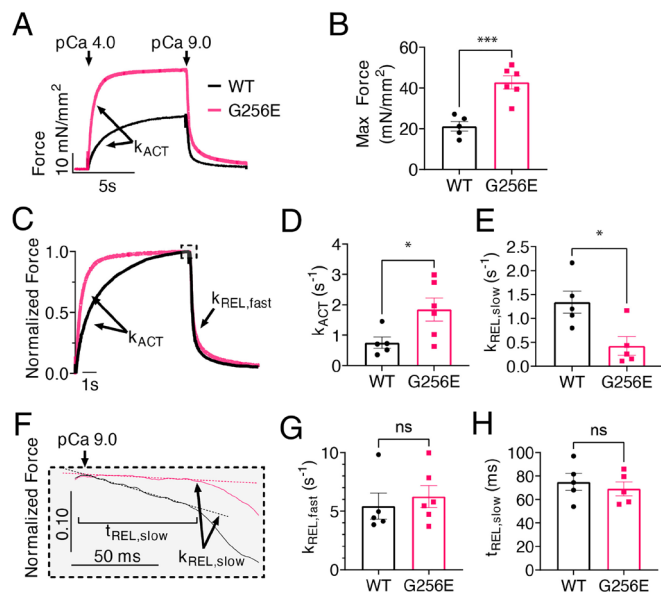 A
pCa 4.0
pCa 9.0
WT
G256E
kACT
Force
10 mN/mm²
5s
B
***
Max Force
(mN/mm²)
60
40
20
0
WT
G256E
C
Normalized Force
1.0
0.5
0.0
kREL,fast
kACT
1s
D
*
kACT (s⁻¹)
4
3
2
1
0
WT
G256E
E
*
kREL,slow (s⁻¹)
2.5
2.0
1.5
1.0
0.5
0.0
WT
G256E
F
pCa 9.0
Normalized Force
0.10
tREL,slow
50 ms
kREL,slow
G
ns
kREL,fast (s⁻¹)
10
5
0
WT
G256E
H
ns
tREL,slow (ms)
100
80
60
40
20
0
WT
G256E